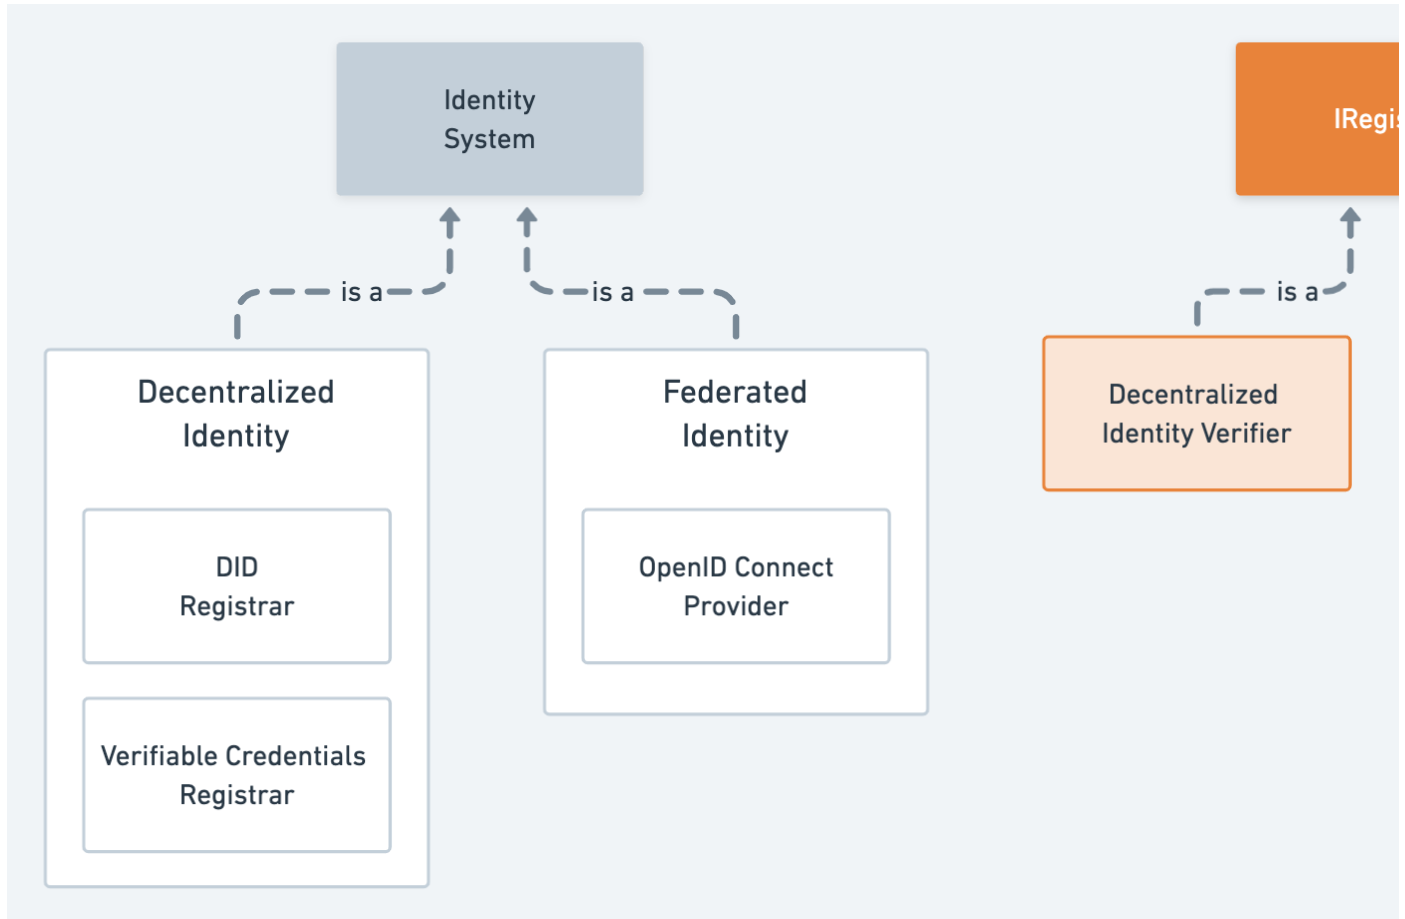 Identity
System
IRegis
is a
is a
is a
Decentralized
Identity
Federated
Identity
Decentralized
Identity Verifier
DID
Registrar
OpenID Connect
Provider
Verifiable Credentials
Registrar